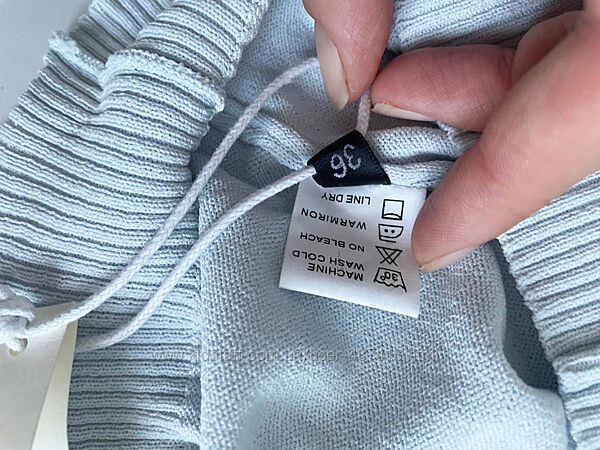 36
MACHINE
WASH COLD
30°
NO BLEACH
WARMIRON
LINE DRY